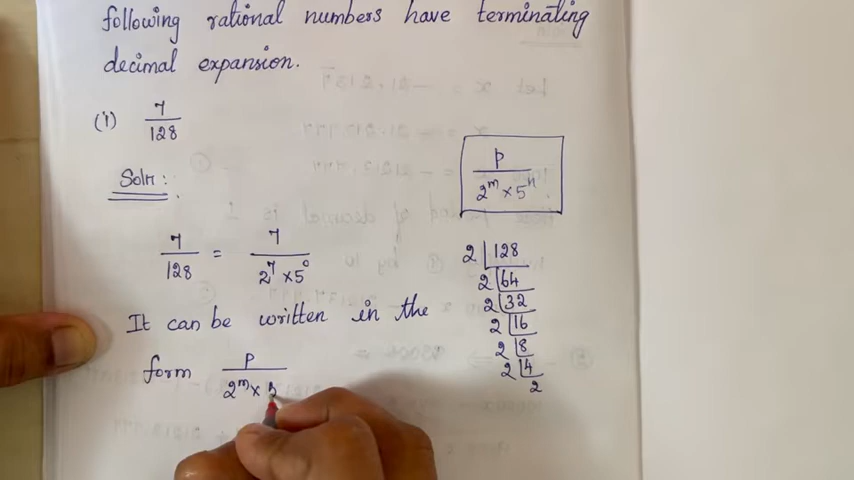 following rational numbers have terminating
decimal expansion.
(i) 7/128
Soln:
7/128 = 7/2^7 × 5^0
It can be written in the
form p/2^m × 5
p/2^m × 5^n
2 | 128
2 | 64
2 | 32
2 | 16
2 | 8
2 | 4
2